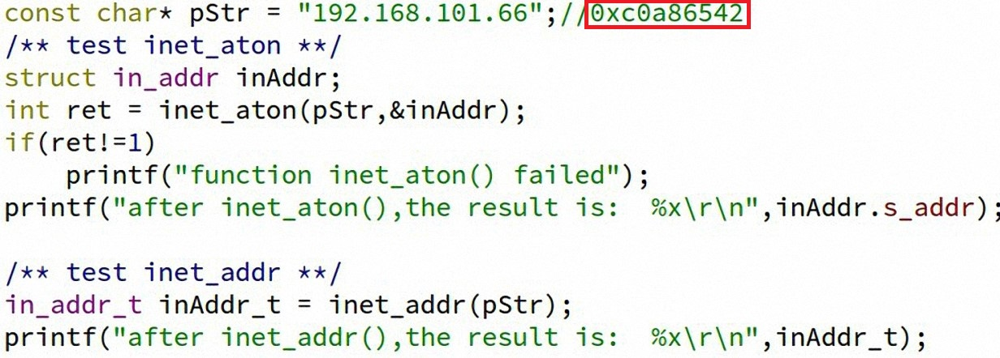 const char* pStr = "192.168.101.66";//0xc0a86542
/** test inet_aton **/
struct in_addr inAddr;
int ret = inet_aton(pStr,&inAddr);
if(ret!=1)
    printf("function inet_aton() failed");
printf("after inet_aton(),the result is:  %x\r\n",inAddr.s_addr);
/** test inet_addr **/
in_addr_t inAddr_t = inet_addr(pStr);
printf("after inet_addr(),the result is:  %x\r\n",inAddr_t);